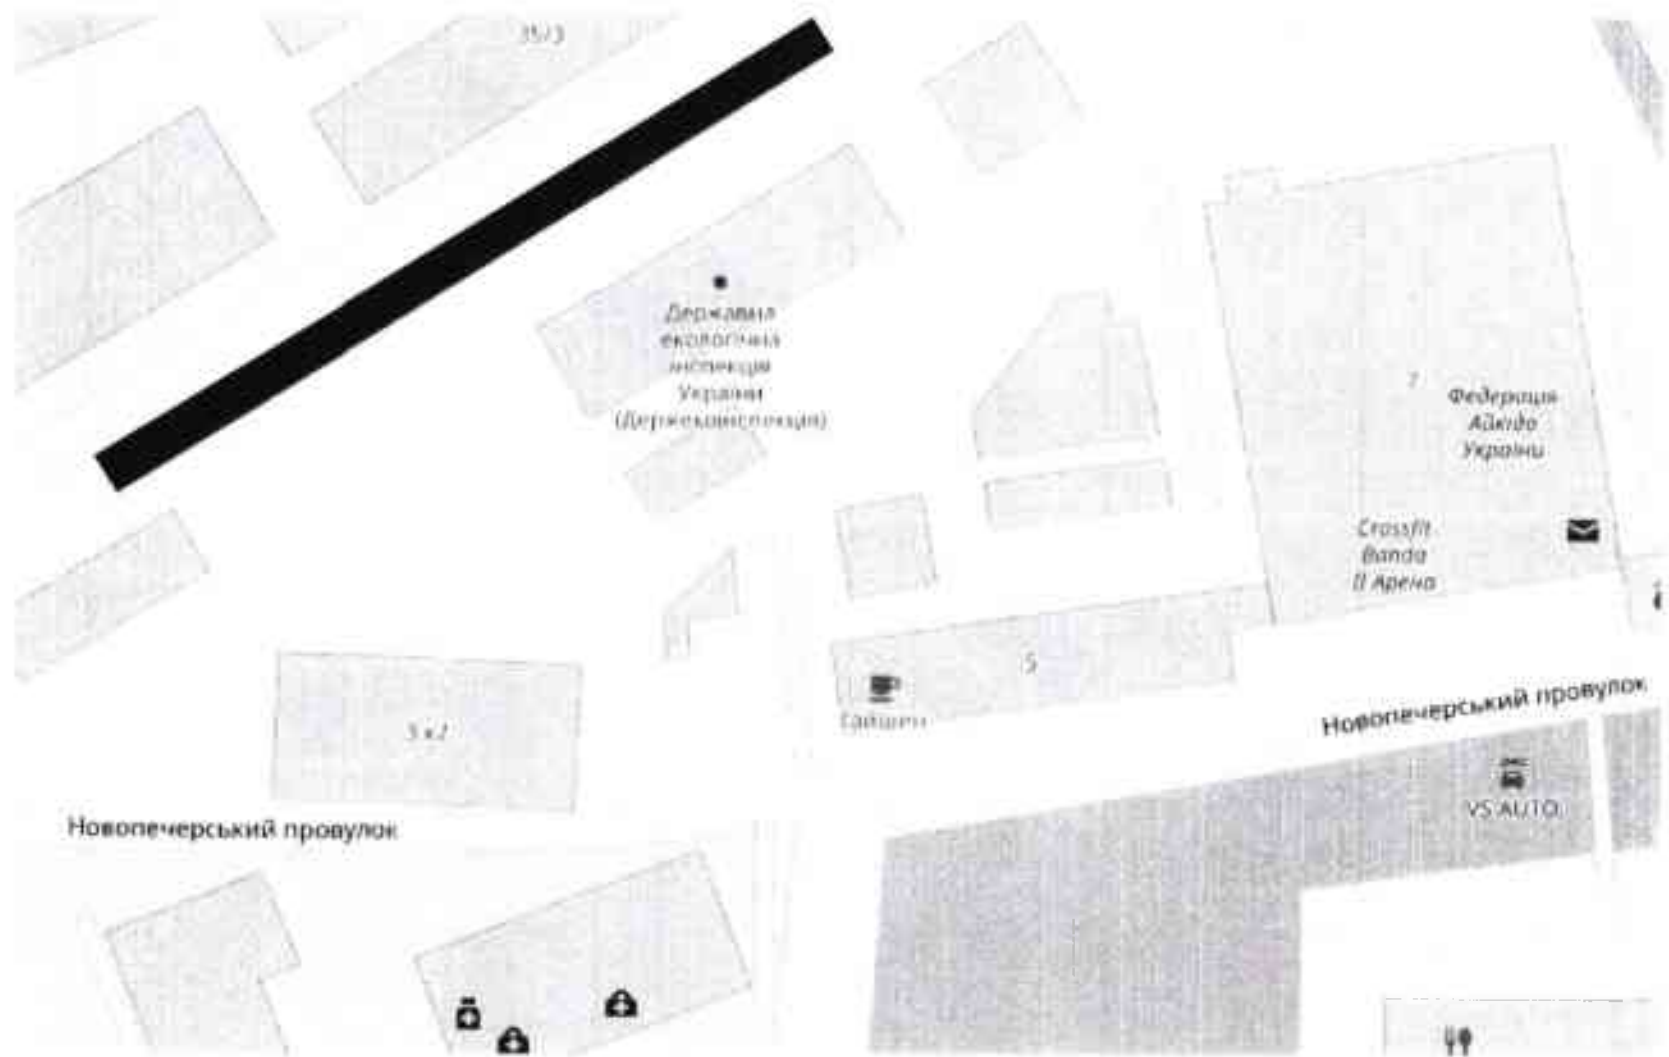 35/3
Державна
екологічна
інспекція
України
(Держекоінспекція)
7
Федерація
Айкідо
України
Crossfit
Banda
II Арена
5
Новопечерський провулок
3 к2
VS AUTO
Новопечерський провулок